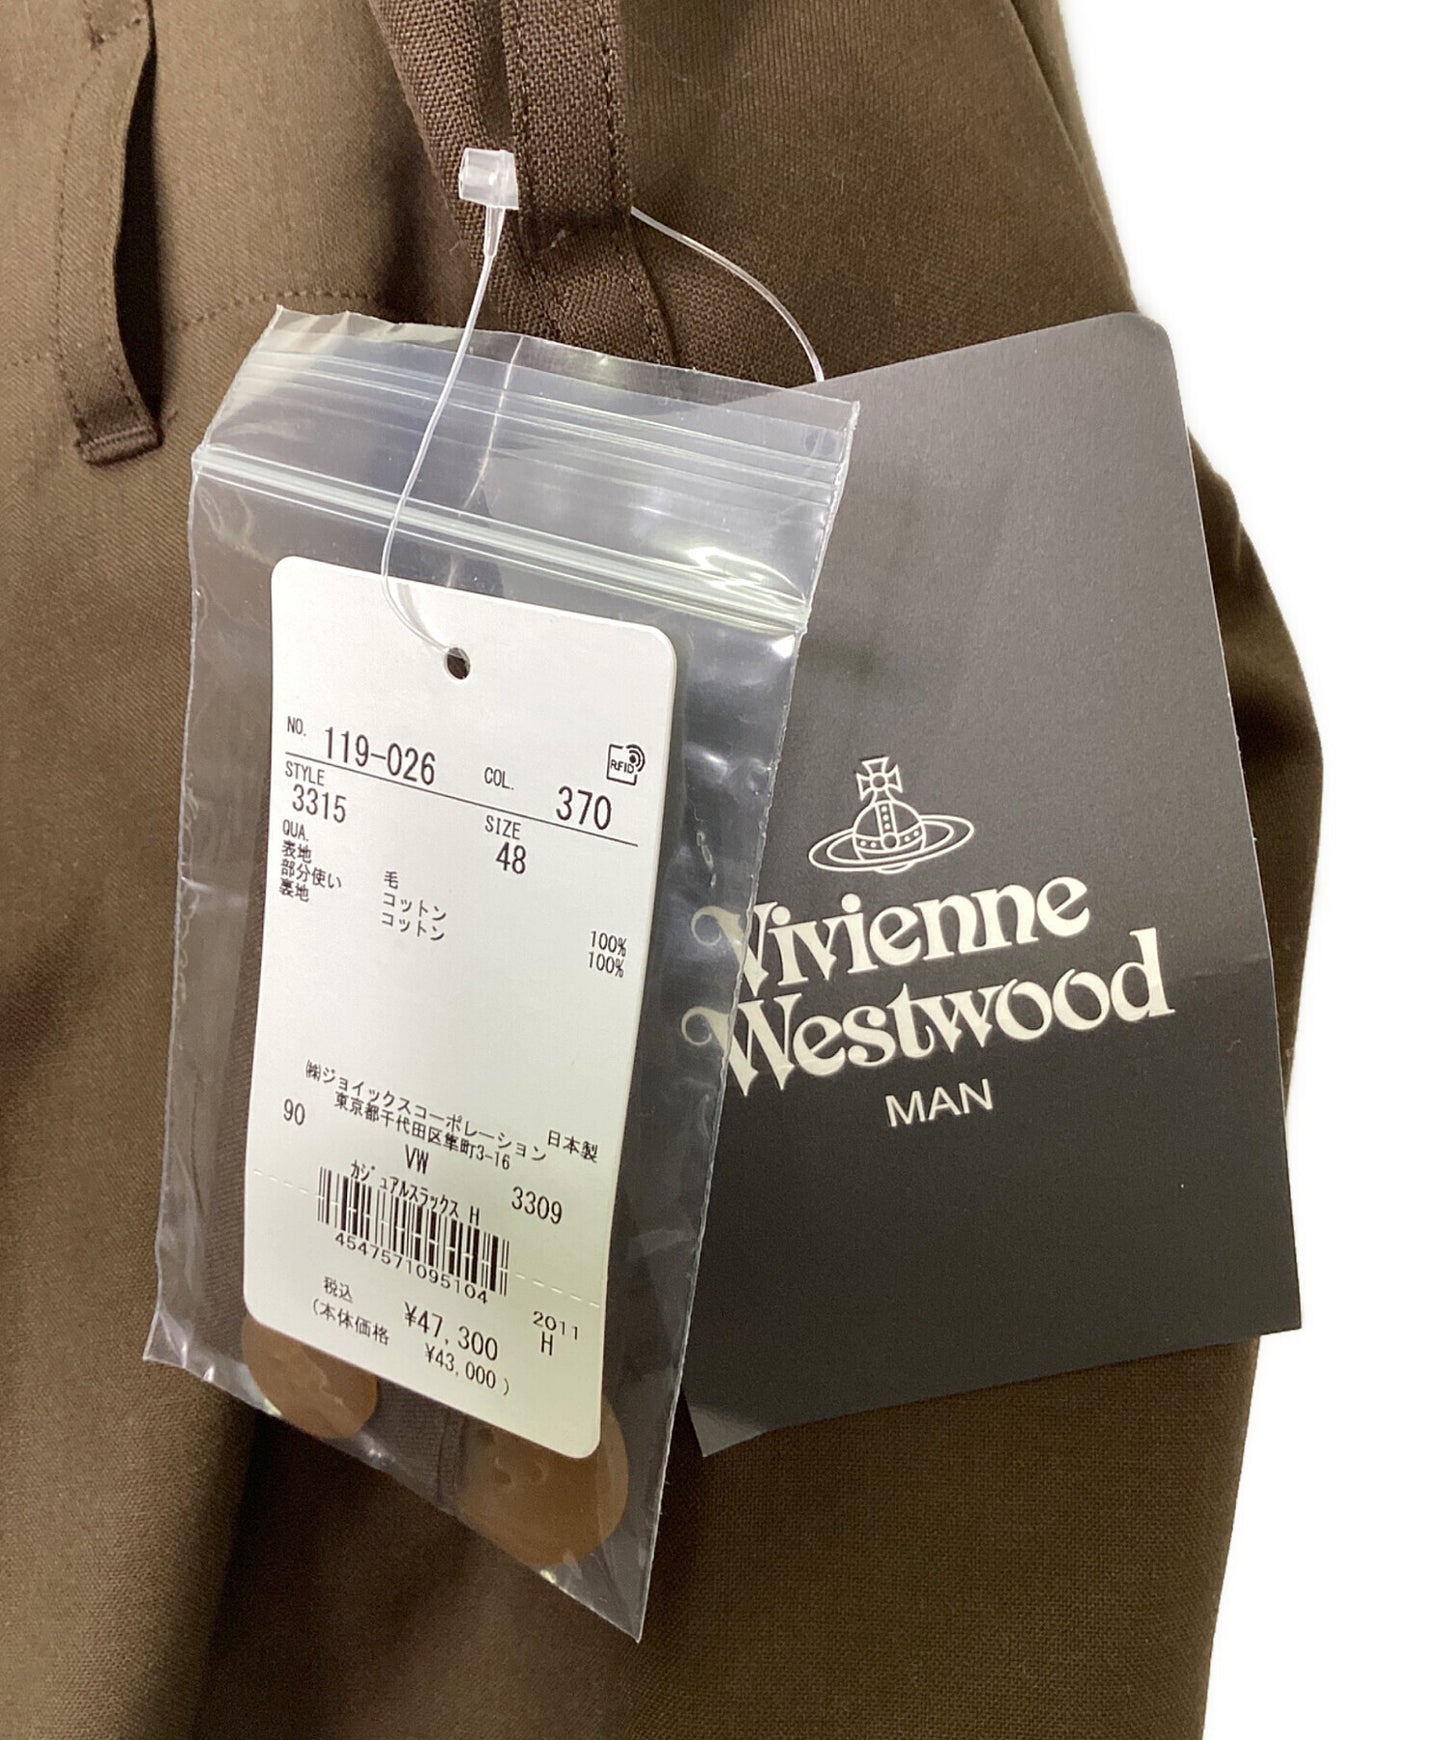 NO. 119-026 COL. 370
RFID
STYLE SIZE
3315 48
QUA.
表地 毛 100%
部分使い コットン 100%
裏地 コットン
㈱ジョイックスコーポレーション 日本製
東京都千代田区隼町3-16
90 VW
カジュアルスラックス H 3309
4547571095104
税込 ¥47,300 2011
(本体価格 ¥43,000) H
Vivienne
Westwood
MAN